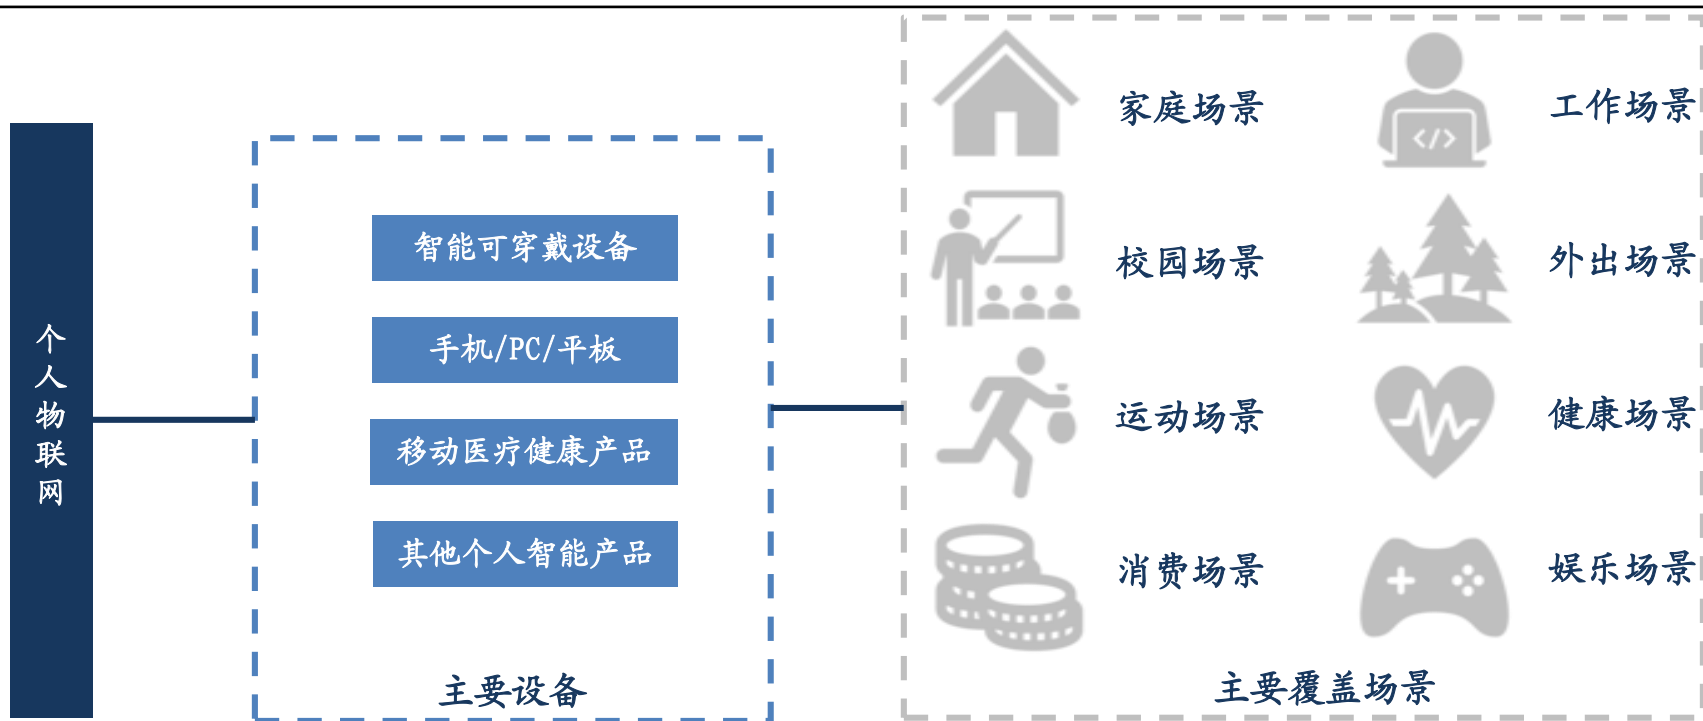 个人物联网
智能可穿戴设备
手机/PC/平板
移动医疗健康产品
其他个人智能产品
主要设备
家庭场景
工作场景
校园场景
外出场景
运动场景
健康场景
消费场景
娱乐场景
主要覆盖场景